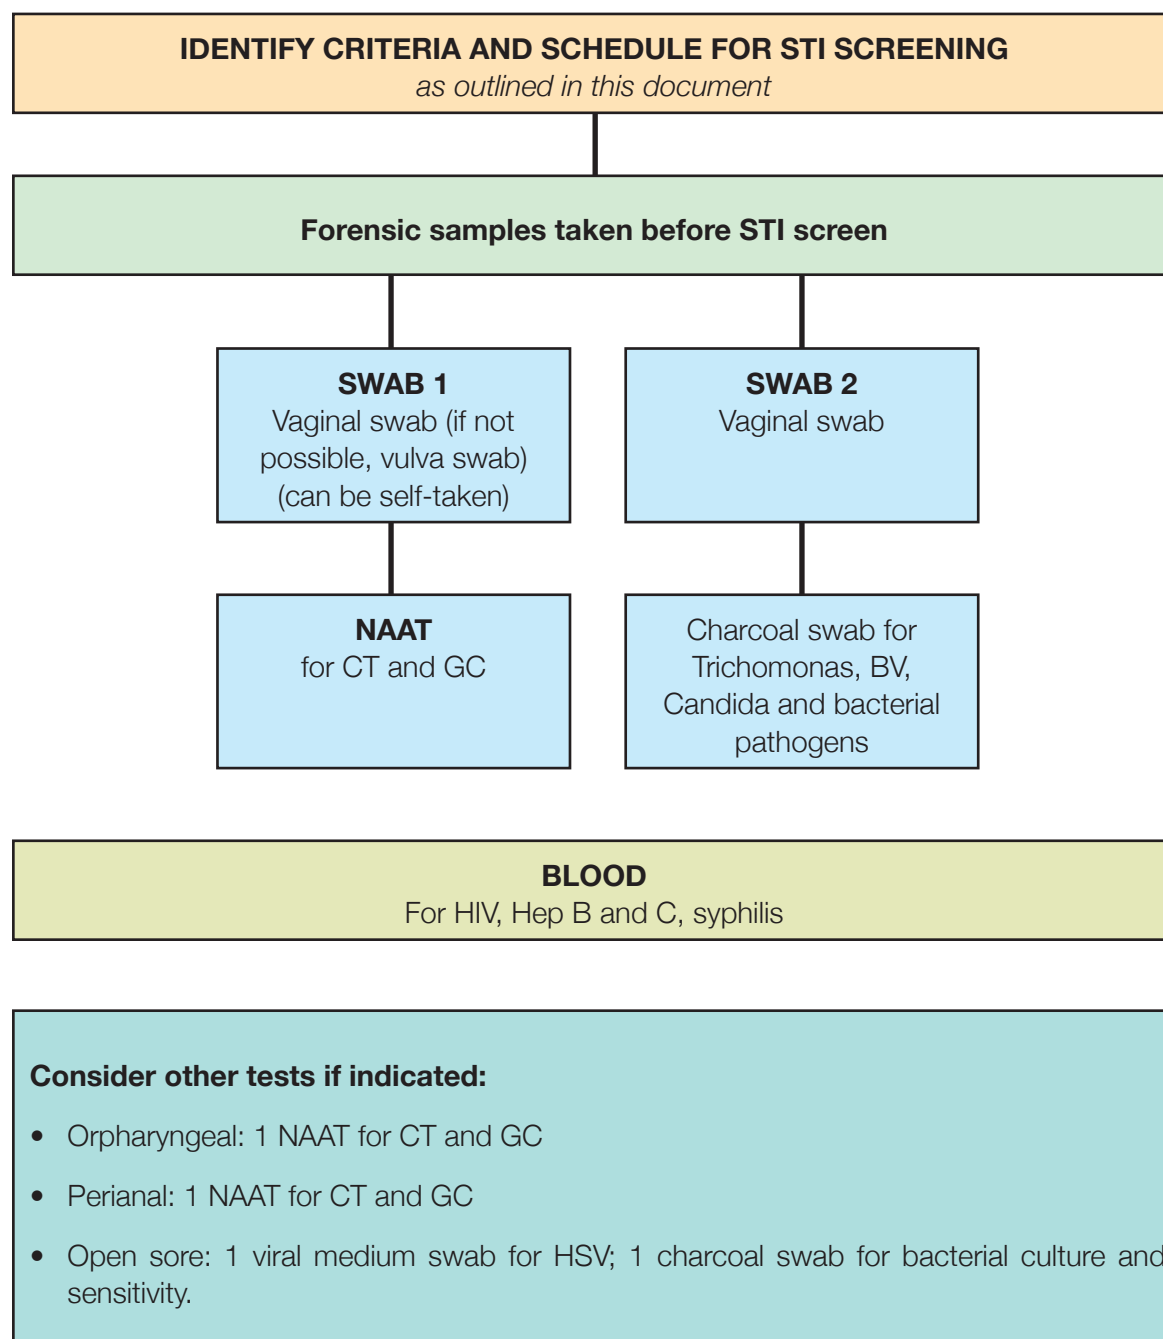 IDENTIFY CRITERIA AND SCHEDULE FOR STI SCREENING
as outlined in this document
Forensic samples taken before STI screen
SWAB 1
Vaginal swab (if not
possible, vulva swab)
(can be self-taken)
SWAB 2
Vaginal swab
NAAT
for CT and GC
Charcoal swab for
Trichomonas, BV,
Candida and bacterial
pathogens
BLOOD
For HIV, Hep B and C, syphilis
Consider other tests if indicated:
• Orpharyngeal: 1 NAAT for CT and GC
• Perianal: 1 NAAT for CT and GC
• Open sore: 1 viral medium swab for HSV; 1 charcoal swab for bacterial culture and
sensitivity.